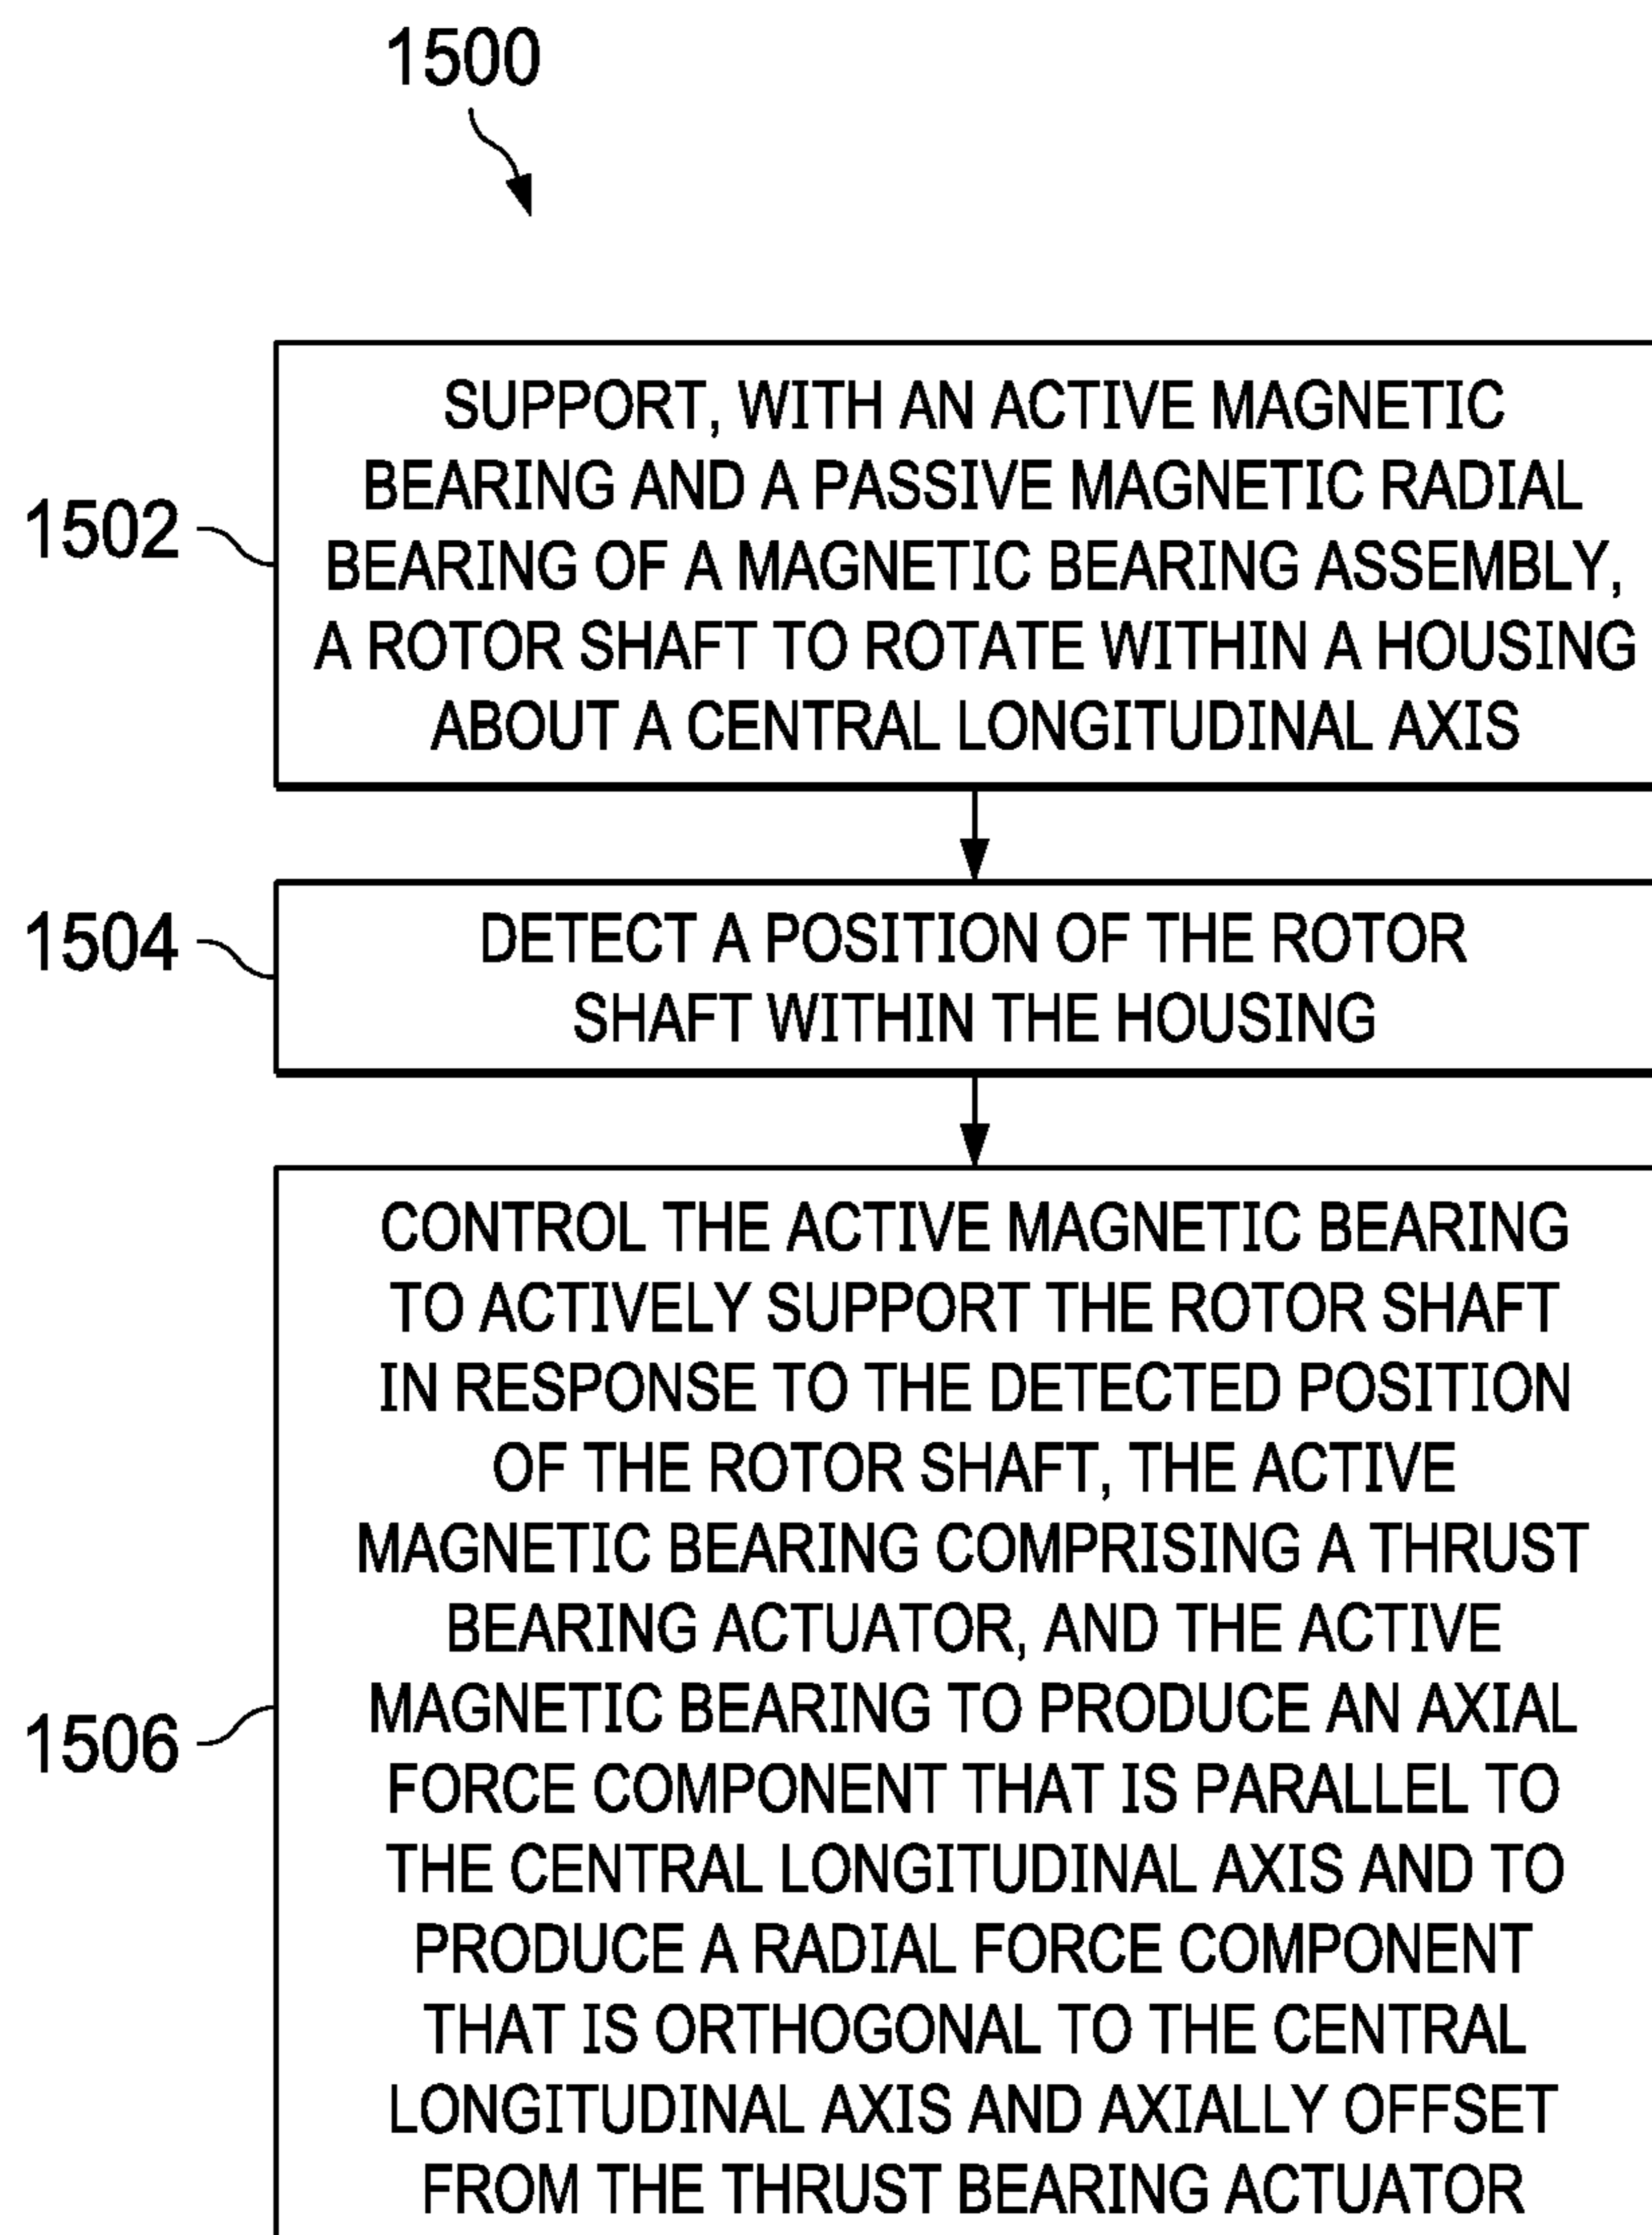 1500
1502
SUPPORT, WITH AN ACTIVE MAGNETIC
BEARING AND A PASSIVE MAGNETIC RADIAL
BEARING OF A MAGNETIC BEARING ASSEMBLY,
A ROTOR SHAFT TO ROTATE WITHIN A HOUSING
ABOUT A CENTRAL LONGITUDINAL AXIS
1504
DETECT A POSITION OF THE ROTOR
SHAFT WITHIN THE HOUSING
1506
CONTROL THE ACTIVE MAGNETIC BEARING
TO ACTIVELY SUPPORT THE ROTOR SHAFT
IN RESPONSE TO THE DETECTED POSITION
OF THE ROTOR SHAFT, THE ACTIVE
MAGNETIC BEARING COMPRISING A THRUST
BEARING ACTUATOR, AND THE ACTIVE
MAGNETIC BEARING TO PRODUCE AN AXIAL
FORCE COMPONENT THAT IS PARALLEL TO
THE CENTRAL LONGITUDINAL AXIS AND TO
PRODUCE A RADIAL FORCE COMPONENT
THAT IS ORTHOGONAL TO THE CENTRAL
LONGITUDINAL AXIS AND AXIALLY OFFSET
FROM THE THRUST BEARING ACTUATOR